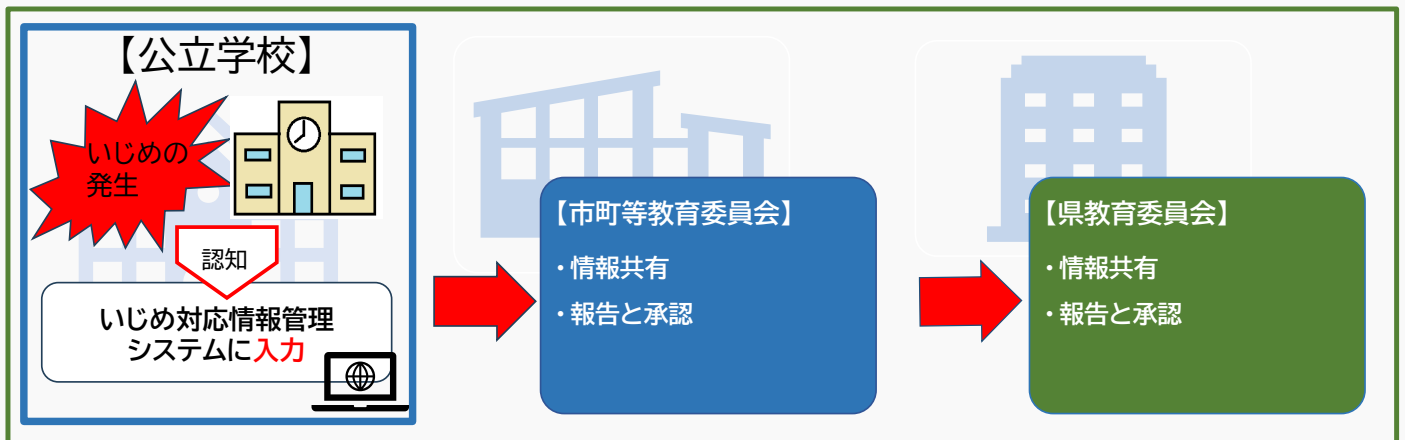 【公立学校】
いじめの
発生
認知
いじめ対応情報管理
システムに入力
【市町等教育委員会】
・情報共有
・報告と承認
【県教育委員会】
・情報共有
・報告と承認